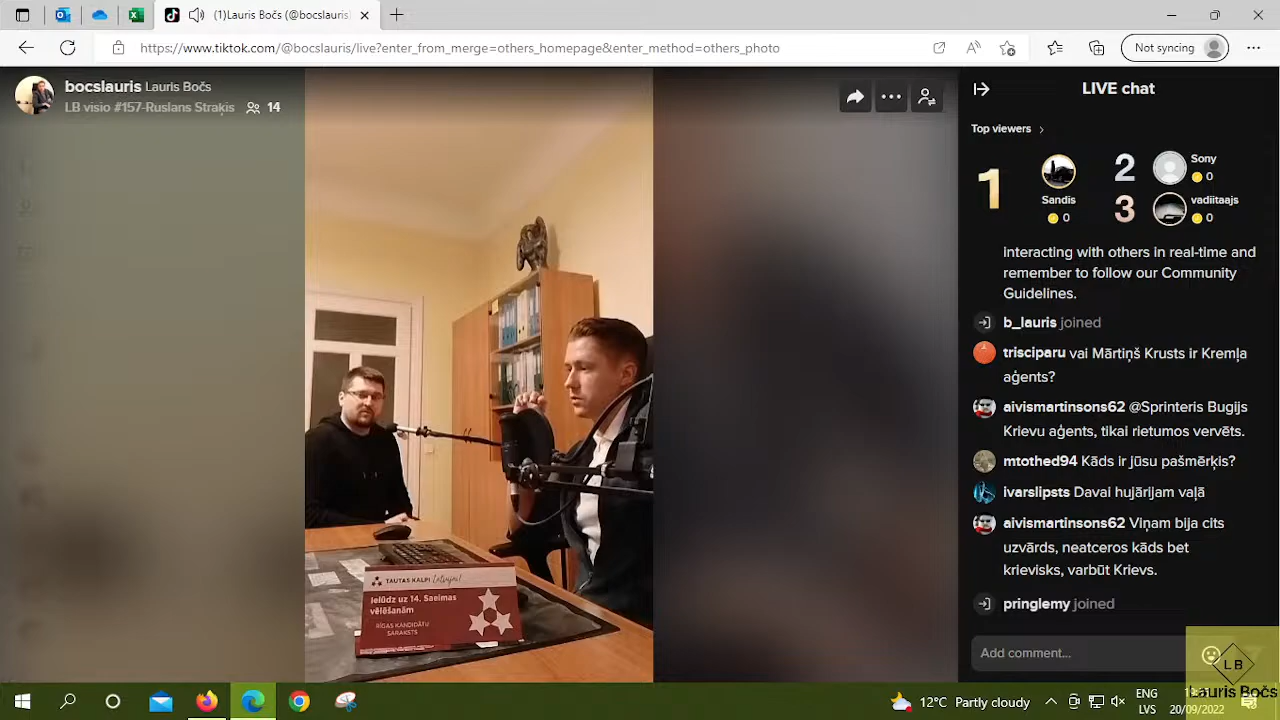 (1)Lauris Bočs (@bocslauris
https://www.tiktok.com/@bocslauris/live?enter_from_merge=others_homepage&enter_method=others_photo
Not syncing
bocslauris Lauris Bočs
LB visio #157-Ruslans Straķis 14
LIVE chat
Top viewers
1 Sandis 0
2 Sony 0
3 vadiitaajs 0
interacting with others in real-time and
remember to follow our Community
Guidelines.
b_lauris joined
trisciparu vai Mārtiņš Krusts ir Kremļa
aģents?
aivismartinsons62 @Sprinteris Bugijs
Krievu aģents, tikai rietumos vervēts.
mtothed94 Kāds ir jūsu pašmērķis?
ivarslipsts Davai hujārijam vaļā
aivismartinsons62 Viņam bija cits
uzvārds, neatceros kāds bet
krievisks, varbūt Krievs.
pringlemy joined
Add comment...
TAUTAS KALPI Latvijai!
Ielūdz uz 14. Saeimas
vēlēšanām
RĪGAS KANDIDĀTU
SARAKSTS
LB
Lauris Bočs
12°C Partly cloudy
ENG
LVS
20/09/2022